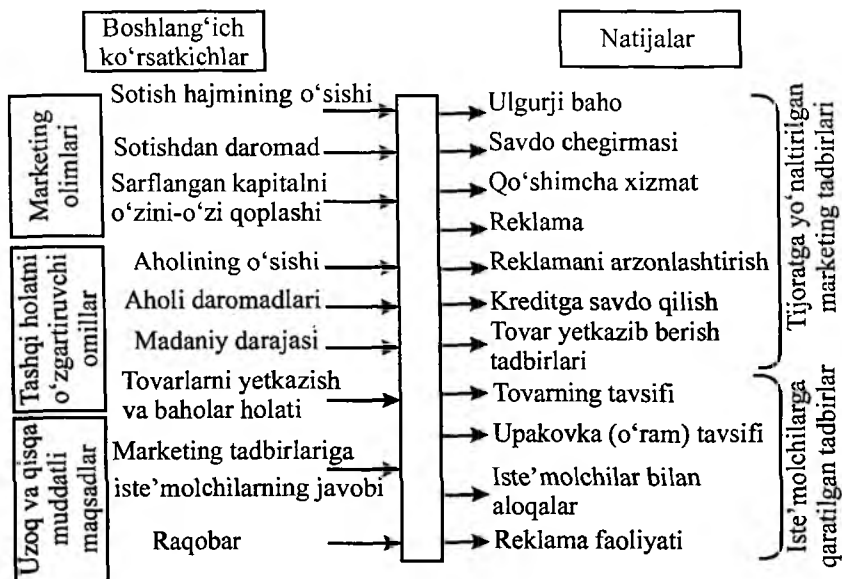 Boshlang‘ich
ko‘rsatkichlar
Natijalar
Marketing
olimlari
Sotish hajmining o‘sishi
Sotishdan daromad
Sarflangan kapitalni
o‘zini-o‘zi qoplashi
Tashqi holatni
o‘zgartiruvchi
omillar
Aholining o‘sishi
Aholi daromadlari
Madaniy darajasi
Tovarlarni yetkazish
va baholar holati
Uzoq va qisqa
muddatli
maqsadlar
Marketing tadbirlariga
iste’molchilarning javobi
Raqobar
Ulgurji baho
Savdo chegirmasi
Qo‘shimcha xizmat
Reklama
Reklamani arzonlashtirish
Kreditga savdo qilish
Tovar yetkazib berish
tadbirlari
Tovarning tavsifi
Upakovka (o‘ram) tavsifi
Iste’molchilar bilan
aloqalar
Reklama faoliyati
Tijoratga yo‘naltirilgan
marketing tadbirlari
Iste’molchilarga
qaratilgan tadbirlar